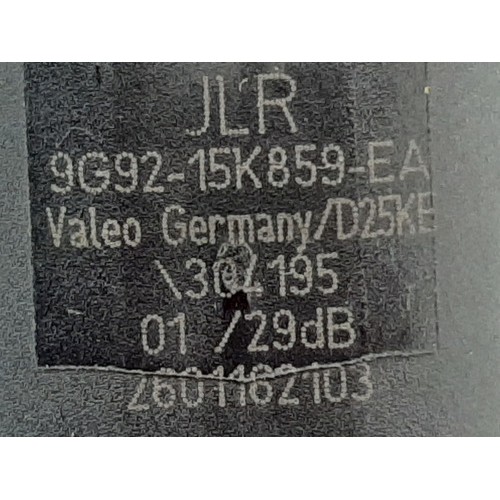 JLR
9G92-15K859-EA
Valeo Germany/D25KE
\304195
01 /29dB
2601162103